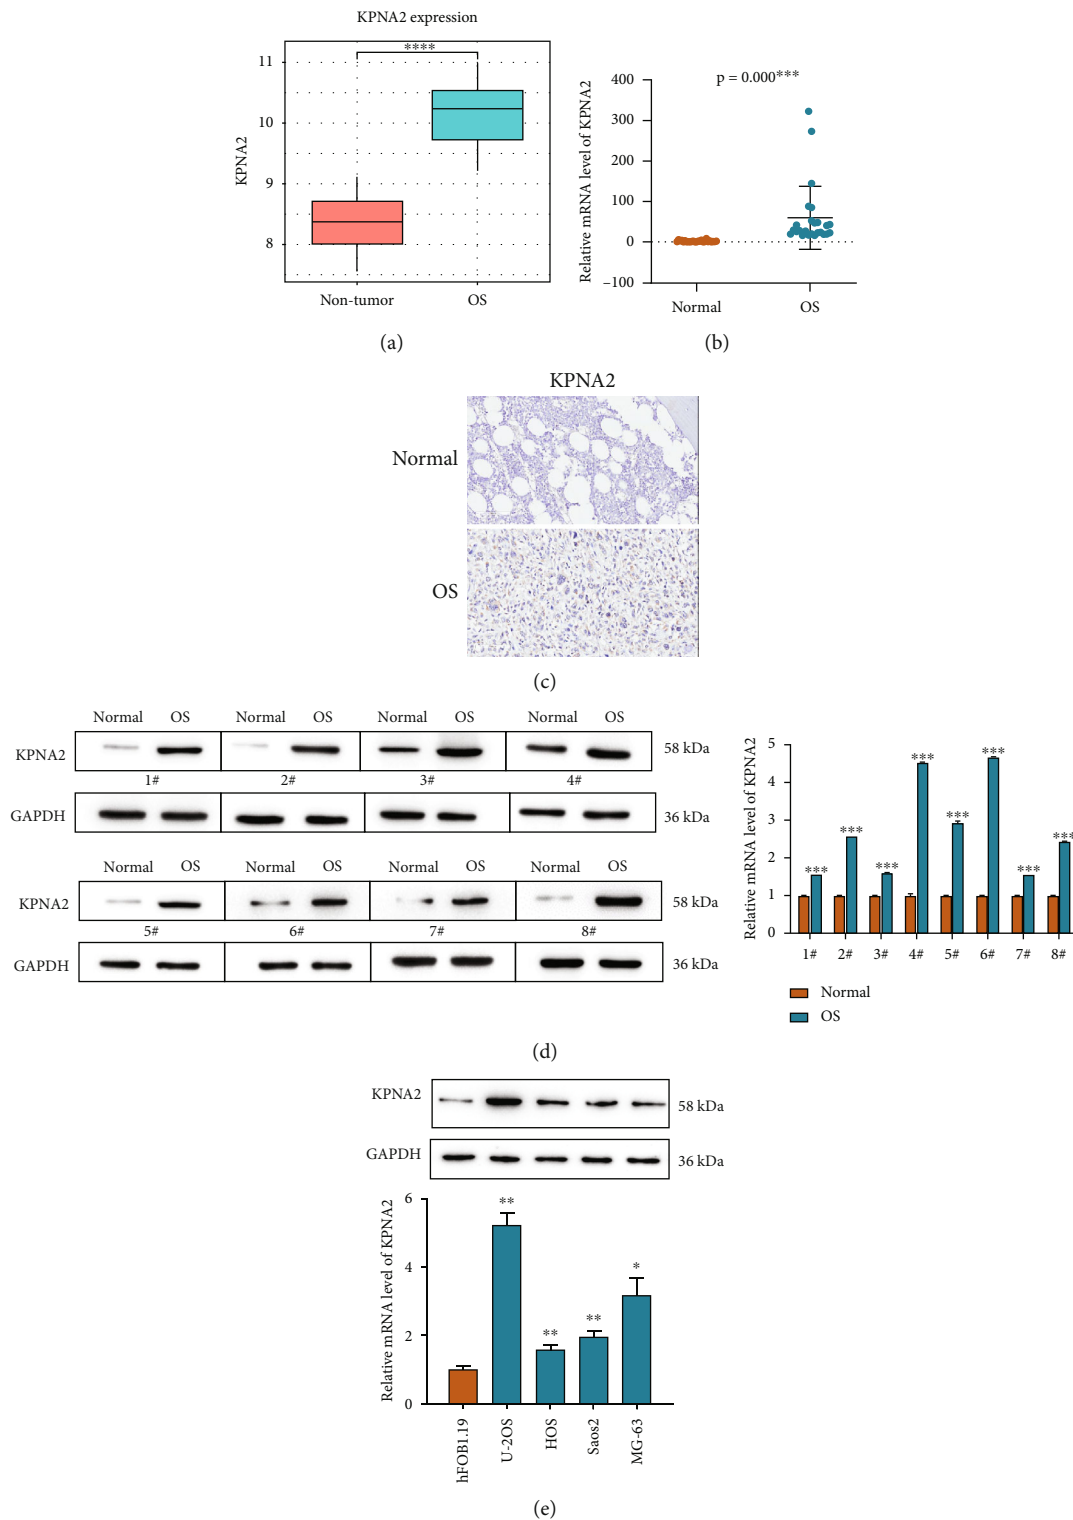 KPNA2 expression
****
KPNA2
11
10
9
8
Non-tumor
OS
(a)
p = 0.000***
Relative mRNA level of KPNA2
400
300
200
100
0
−100
Normal
OS
(b)
KPNA2
Normal
OS
(c)
Normal OS Normal OS Normal OS Normal OS
KPNA2 58 kDa
1# 2# 3# 4#
GAPDH 36 kDa
Normal OS Normal OS Normal OS Normal OS
KPNA2 58 kDa
5# 6# 7# 8#
GAPDH 36 kDa
Relative mRNA level of KPNA2
5
4
3
2
1
0
*** *** *** *** *** *** *** ***
1# 2# 3# 4# 5# 6# 7# 8#
Normal
OS
(d)
KPNA2 58 kDa
GAPDH 36 kDa
Relative mRNA level of KPNA2
6
4
2
0
** ** ** *
hFOB1.19
U-2OS
HOS
Saos2
MG-63
(e)